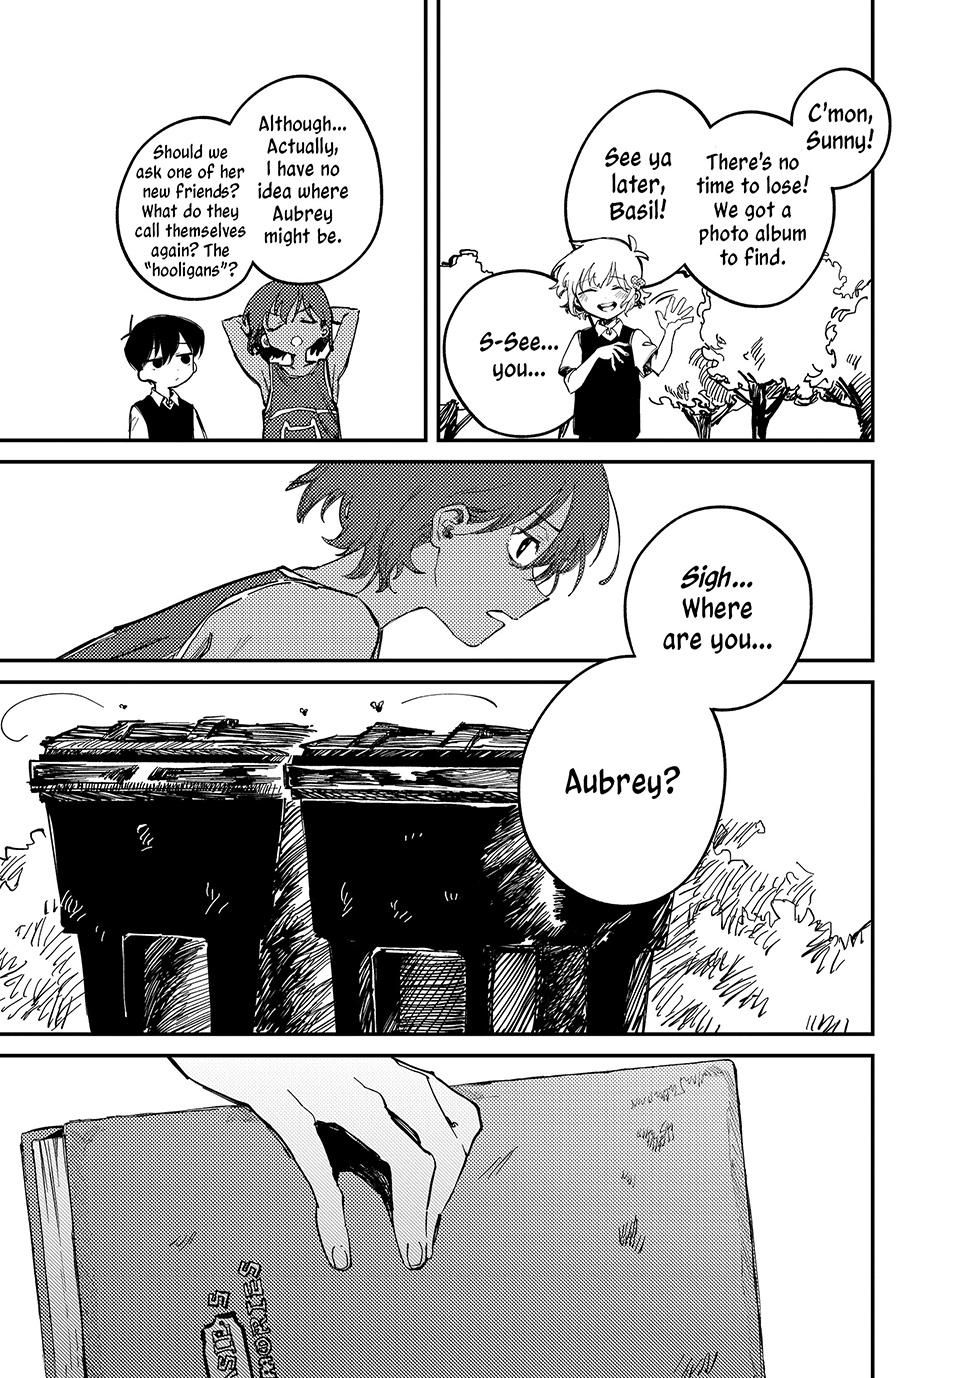 C'mon,
Sunny!
There's no
time to lose!
We got a
photo album
to find.
See ya
later,
Basil!
S-See...
you...
Although...
Actually,
I have no
idea where
Aubrey
might be.
Should we
ask one of her
new friends?
What do they
call themselves
again? The
"hooligans"?
Sigh...
Where
are you...
Aubrey?